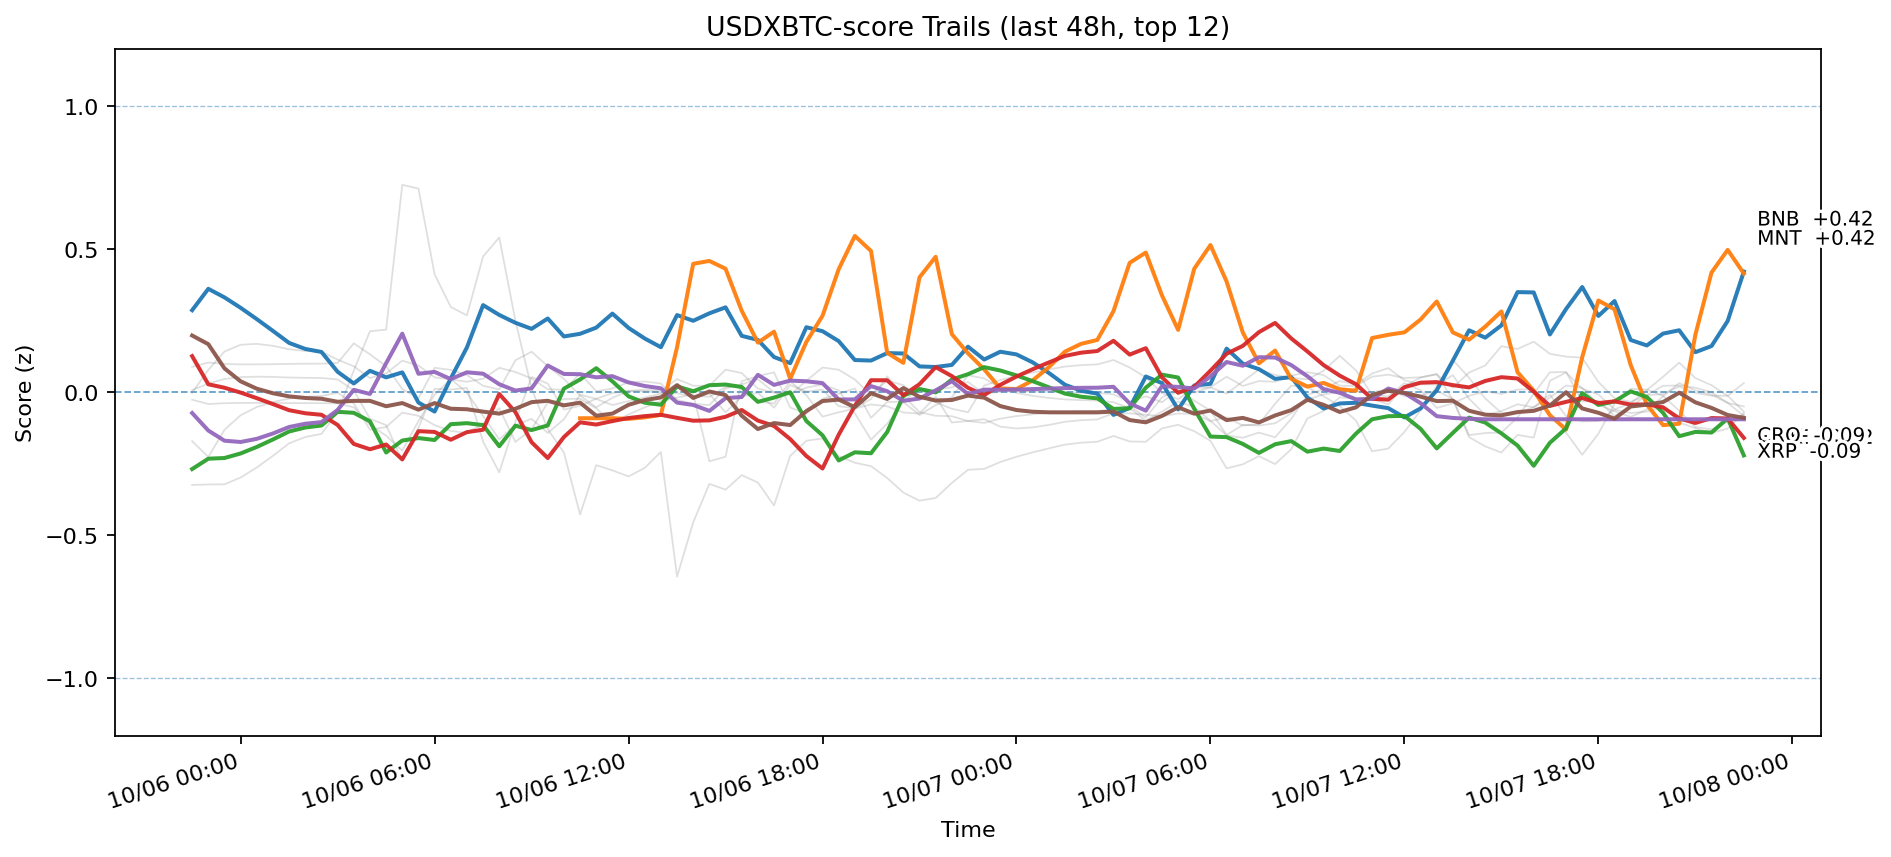 USDXBTC-score Trails (last 48h, top 12)
Score (z)
1.0
0.5
0.0
−0.5
−1.0
BNB +0.42
MNT +0.42
CRO -0.09
XRP -0.09
10/06 00:00
10/06 06:00
10/06 12:00
10/06 18:00
10/07 00:00
10/07 06:00
10/07 12:00
10/07 18:00
10/08 00:00
Time